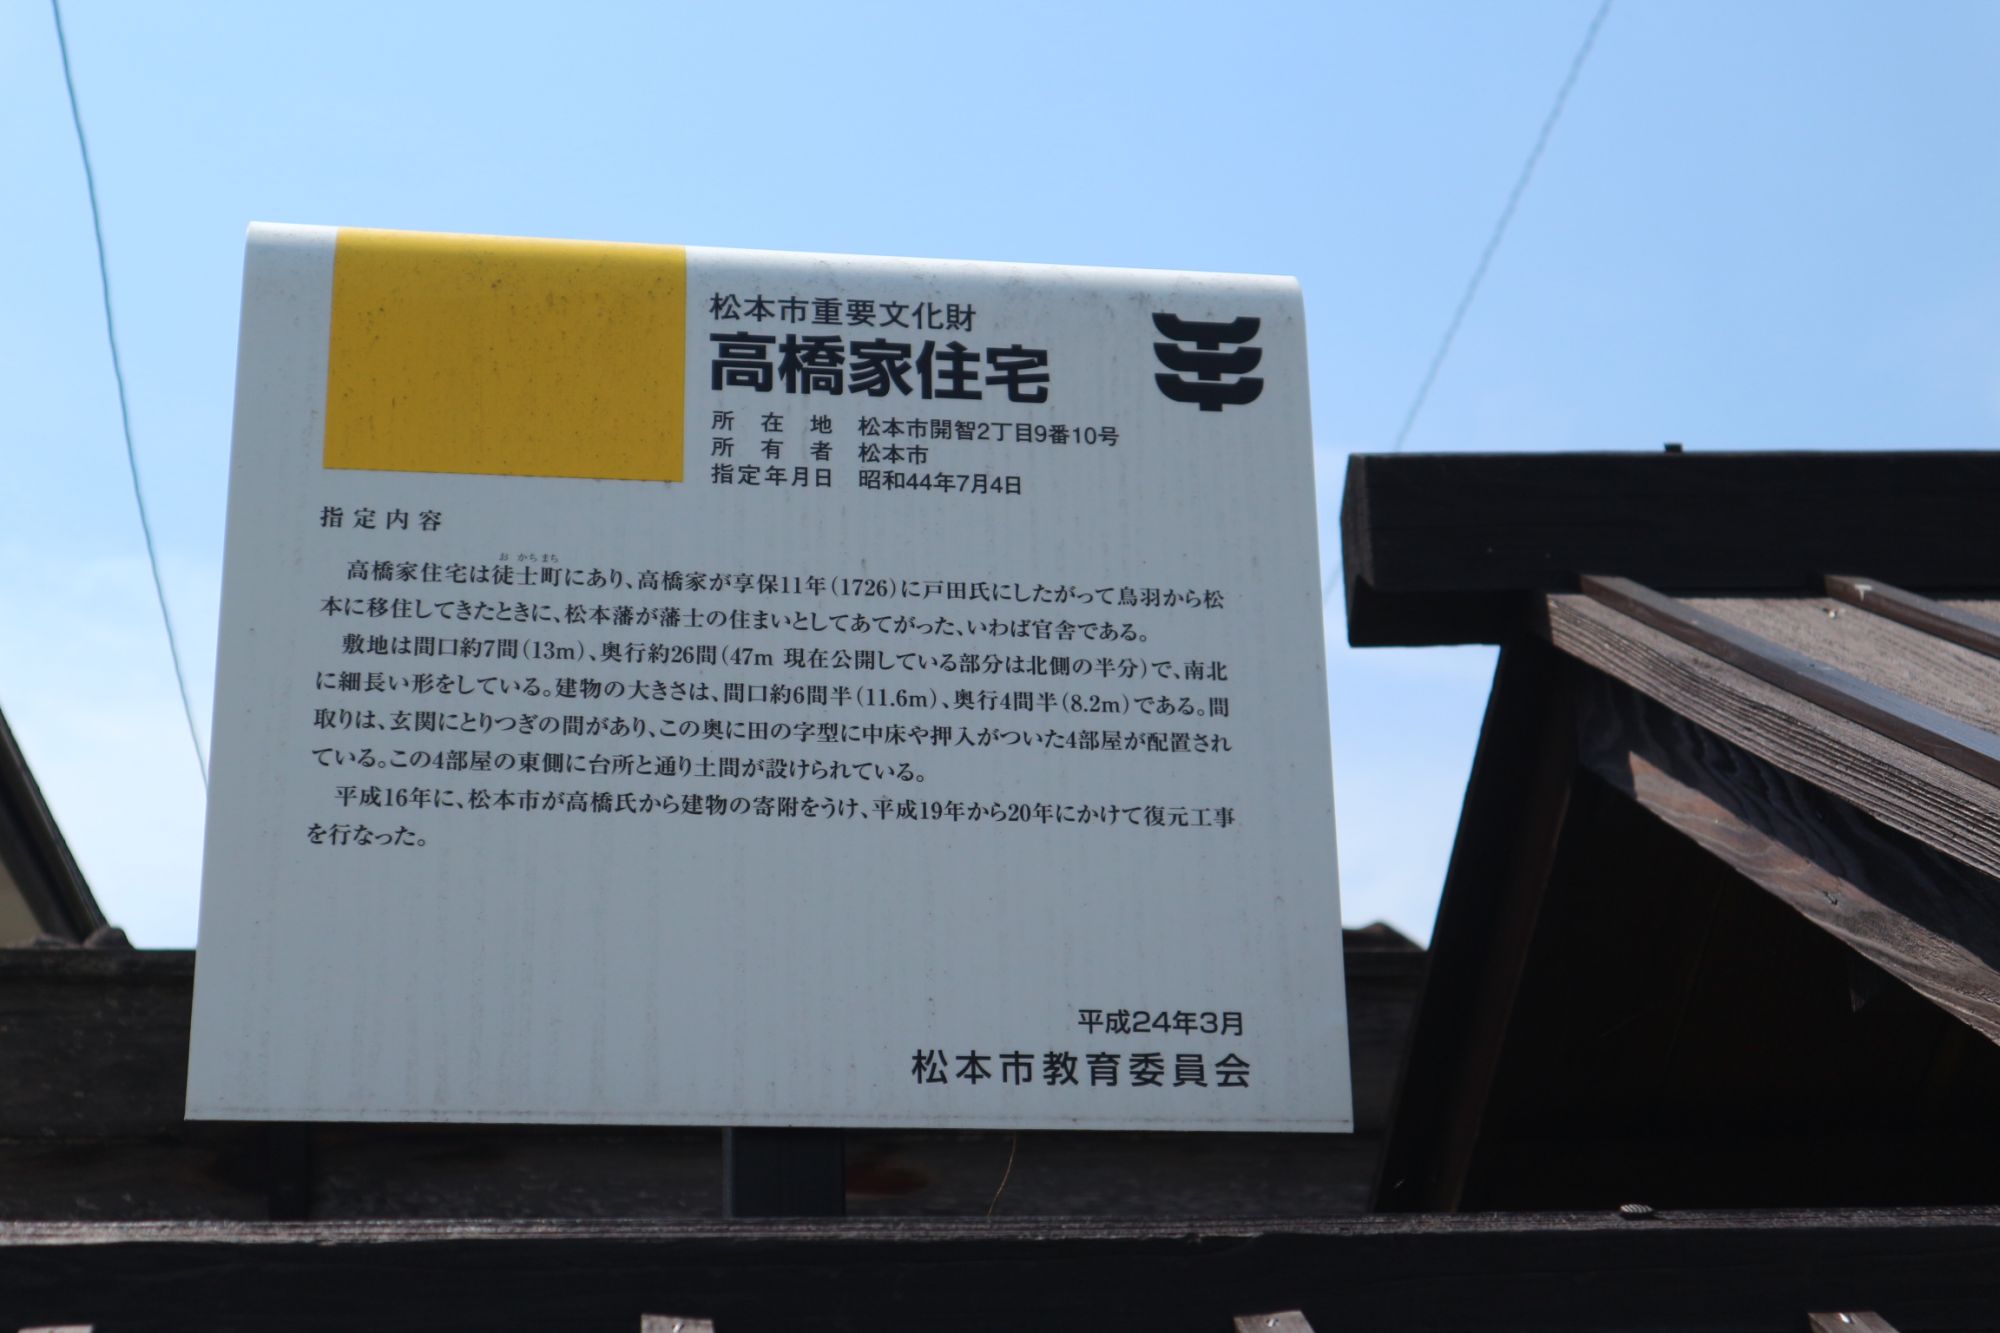 松本市重要文化財
高橋家住宅
所在地 松本市開智2丁目9番10号
所有者 松本市
指定年月日 昭和44年7月4日
指定内容
おかちまち
高橋家住宅は徒士町にあり、高橋家が享保11年(1726)に戸田氏にしたがって鳥羽から松
本に移住してきたときに、松本藩が藩士の住まいとしてあてがった、いわば官舎である。
敷地は間口約7間(13m)、奥行約26間(47m 現在公開している部分は北側の半分)で、南北
に細長い形をしている。建物の大きさは、間口約6間半(11.6m)、奥行4間半(8.2m)である。間
取りは、玄関にとりつぎの間があり、この奥に田の字型に中床や押入がついた4部屋が配置され
ている。この4部屋の東側に台所と通り土間が設けられている。
平成16年に、松本市が高橋氏から建物の寄附をうけ、平成19年から20年にかけて復元工事
を行なった。
平成24年3月
松本市教育委員会